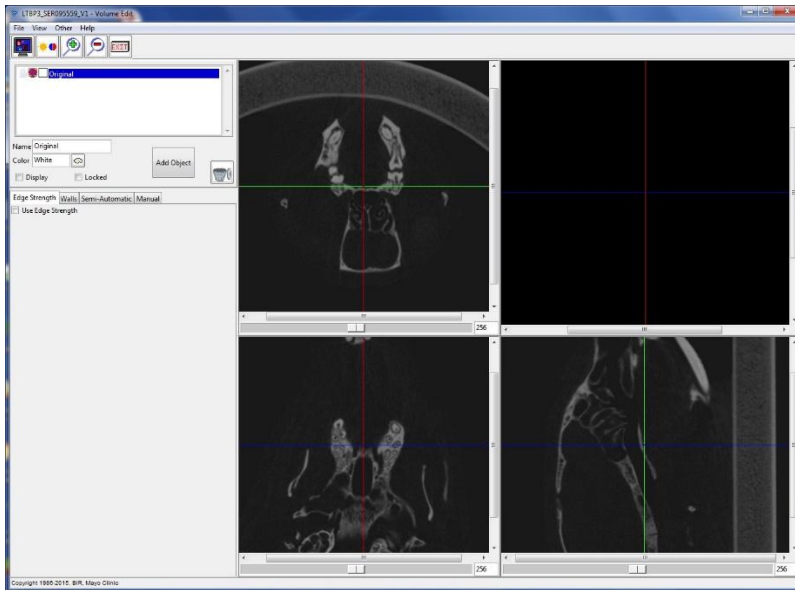 LTBP3_SER095559_V1 - Volume Edit
File View Other Help
EXIT
Original
Name Original
Color White
Add Object
Display Locked
Edge Strength Walls Semi-Automatic Manual
Use Edge Strength
256
256
256
Copyright 1986-2015, BIR, Mayo Clinic